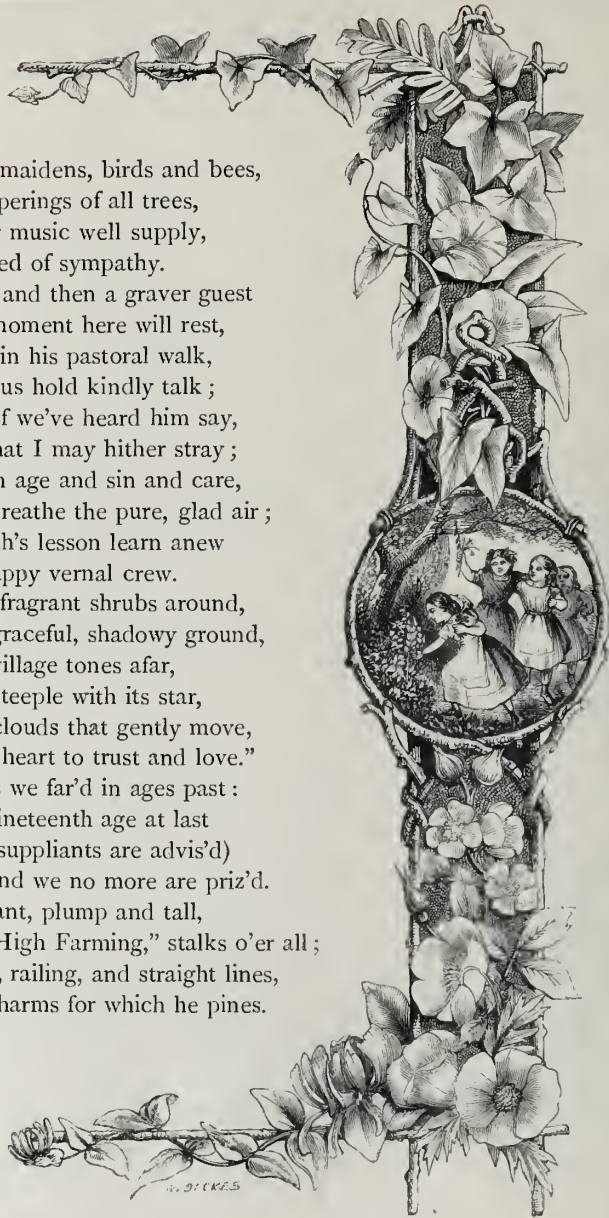 maidens, birds and bees,
perings of all trees,
music well supply,
ed of sympathy.
and then a graver guest
moment here will rest,
in his pastoral walk,
us hold kindly talk ;
f we've heard him say,
hat I may hither stray ;
age and sin and care,
reathe the pure, glad air ;
h's lesson learn anew
ppy vernal crew.
fragrant shrubs around,
graceful, shadowy ground,
illage tones afar,
steeple with its star,
clouds that gently move,
heart to trust and love."
we far'd in ages past :
ineteenth age at last
suppliants are advis'd)
nd we no more are priz'd.
ant, plump and tall,
High Farming," stalks o'er all ;
, railing, and straight lines,
harms for which he pines.
W. DICKES